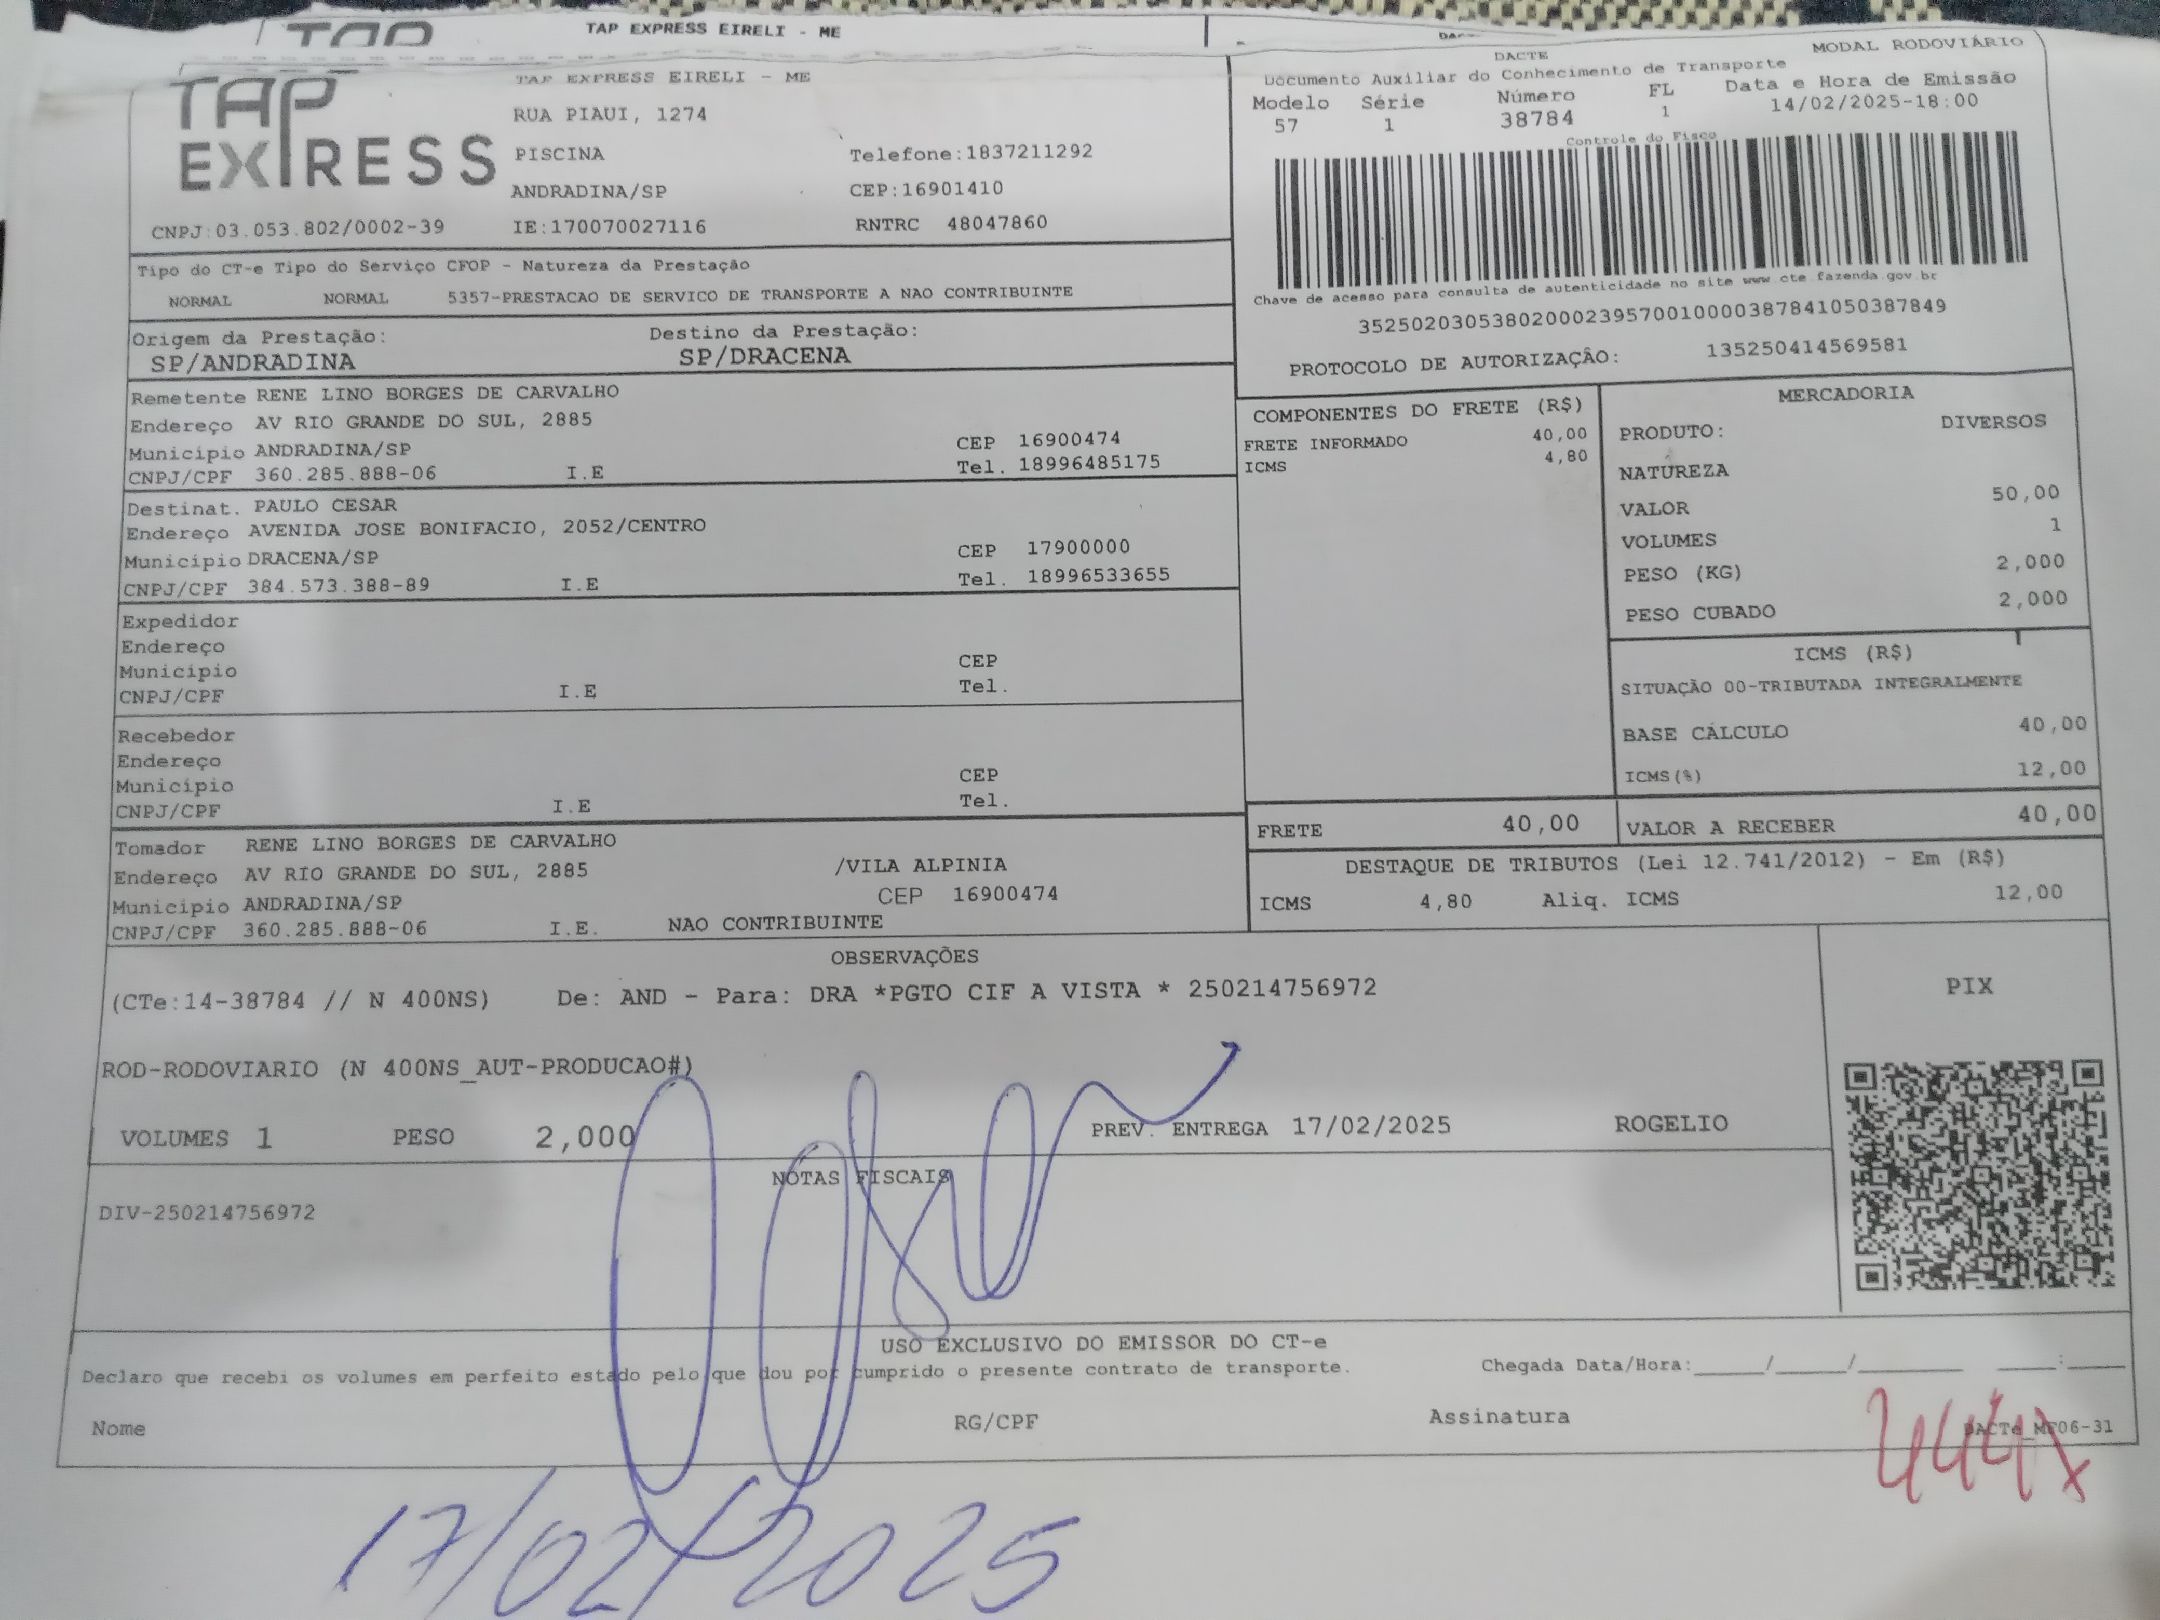 TAP EXPRESS EIRELI - ME
TAP EXPRESS
TAP EXPRESS EIRELI - ME
RUA PIAUI, 1274
PISCINA Telefone:1837211292
ANDRADINA/SP CEP:16901410
CNPJ:03.053.802/0002-39 IE:170070027116 RNTRC 48047860
DACTE MODAL RODOVIÁRIO
Documento Auxiliar do Conhecimento de Transporte
Modelo Série Número FL Data e Hora de Emissão
57 1 38784 1 14/02/2025-18:00
Controle do Fisco
Chave de acesso para consulta de autenticidade no site www.cte.fazenda.gov.br
35250203053802000239570010000387841050387849
PROTOCOLO DE AUTORIZAÇÃO: 135250414569581
Tipo do CT-e Tipo do Serviço CFOP - Natureza da Prestação
NORMAL NORMAL 5357-PRESTACAO DE SERVICO DE TRANSPORTE A NAO CONTRIBUINTE
Origem da Prestação: Destino da Prestação:
SP/ANDRADINA SP/DRACENA
Remetente RENE LINO BORGES DE CARVALHO
Endereço AV RIO GRANDE DO SUL, 2885
Município ANDRADINA/SP CEP 16900474
CNPJ/CPF 360.285.888-06 I.E Tel. 18996485175
Destinat. PAULO CESAR
Endereço AVENIDA JOSE BONIFACIO, 2052/CENTRO
Município DRACENA/SP CEP 17900000
CNPJ/CPF 384.573.388-89 I.E Tel. 18996533655
Expedidor
Endereço
Município CEP
CNPJ/CPF I.E Tel.
Recebedor
Endereço
Município CEP
CNPJ/CPF I.E Tel.
Tomador RENE LINO BORGES DE CARVALHO
Endereço AV RIO GRANDE DO SUL, 2885 /VILA ALPINIA
Município ANDRADINA/SP CEP 16900474
CNPJ/CPF 360.285.888-06 I.E. NAO CONTRIBUINTE
COMPONENTES DO FRETE (R$)
FRETE INFORMADO 40,00
ICMS 4,80
MERCADORIA
PRODUTO: DIVERSOS
NATUREZA
VALOR 50,00
VOLUMES 1
PESO (KG) 2,000
PESO CUBADO 2,000
ICMS (R$)
SITUAÇÃO 00-TRIBUTADA INTEGRALMENTE
BASE CÁLCULO 40,00
ICMS(%) 12,00
FRETE 40,00 VALOR A RECEBER 40,00
DESTAQUE DE TRIBUTOS (Lei 12.741/2012) - Em (R$)
ICMS 4,80 Aliq. ICMS 12,00
OBSERVAÇÕES
(CTe:14-38784 // N 400NS) De: AND - Para: DRA *PGTO CIF A VISTA * 250214756972
PIX
ROD-RODOVIARIO (N 400NS_AUT-PRODUCAO#)
VOLUMES 1 PESO 2,000 PREV. ENTREGA 17/02/2025 ROGELIO
NOTAS FISCAIS
DIV-250214756972
USO EXCLUSIVO DO EMISSOR DO CT-e
Declaro que recebi os volumes em perfeito estado pelo que dou por cumprido o presente contrato de transporte. Chegada Data/Hora:_____/_____/_______ ____:____
Nome RG/CPF Assinatura DACTe_MF06-31
17/02/2025